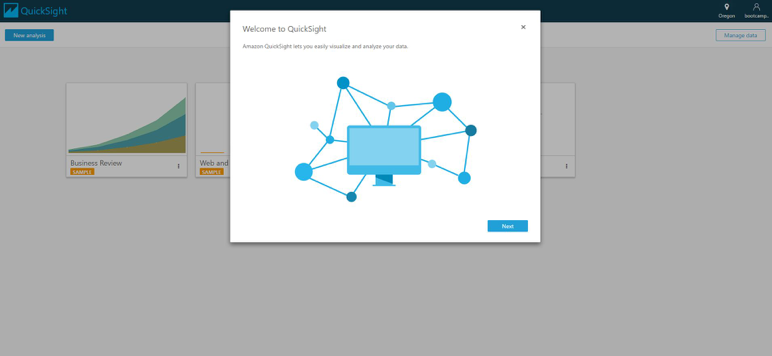 QuickSight
Oregon
bootcamp..
New analysis
Manage data
Welcome to QuickSight
×
Amazon QuickSight lets you easily visualize and analyze your data.
Next
Business Review
SAMPLE
Web and
SAMPLE